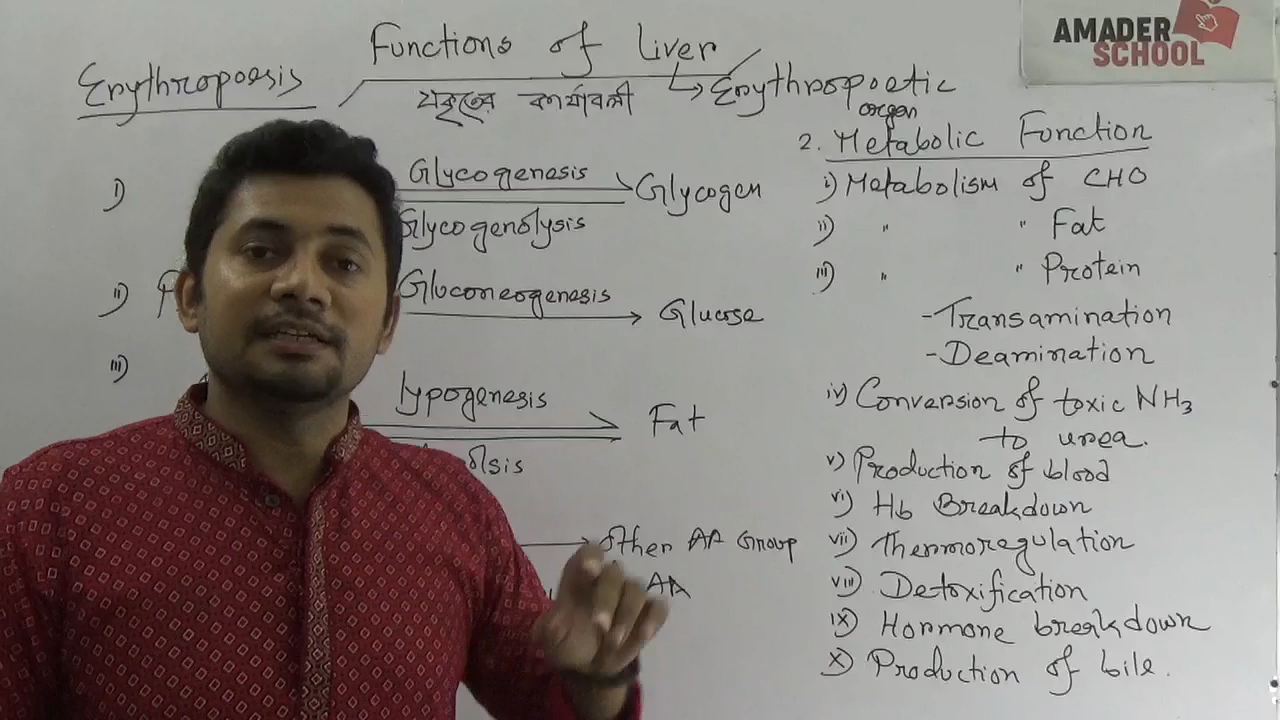 AMADER
SCHOOL
Functions of Liver
যকৃতের কার্যাবলী
Erythropoesis
Erythropoetic
organ
i) Glycogenesis Glycogen
Glycogenolysis
ii) P Gluconeogenesis Glucose
iii) lypogenesis Fat
olsis
Other AA Group
AA
2. Metabolic Function
i) Metabolism of CHO
ii) " " Fat
iii) " " Protein
- Transamination
- Deamination
iv) Conversion of toxic NH3
to urea.
v) Production of blood
vi) Hb Breakdown
vii) Thermoregulation
viii) Detoxification
ix) Hormone breakdown
x) Production of bile.